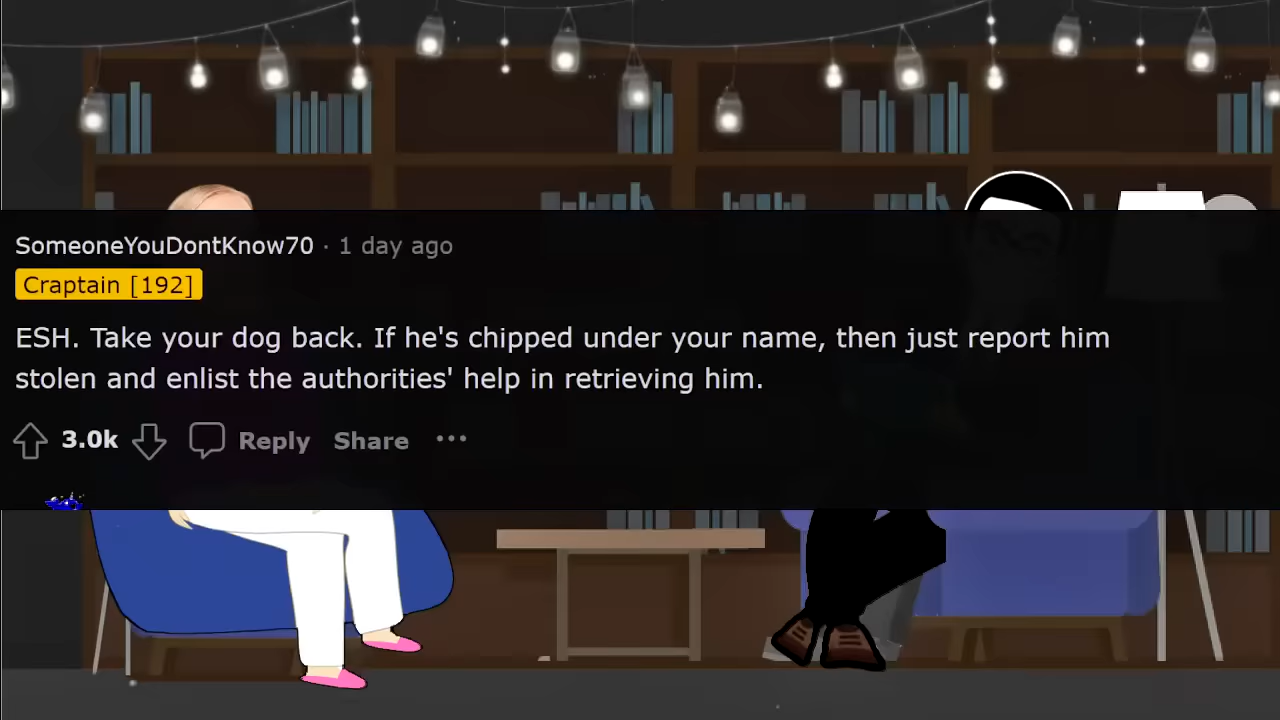 SomeoneYouDontKnow70 · 1 day ago
Craptain [192]
ESH. Take your dog back. If he's chipped under your name, then just report him
stolen and enlist the authorities' help in retrieving him.
3.0k Reply Share ...